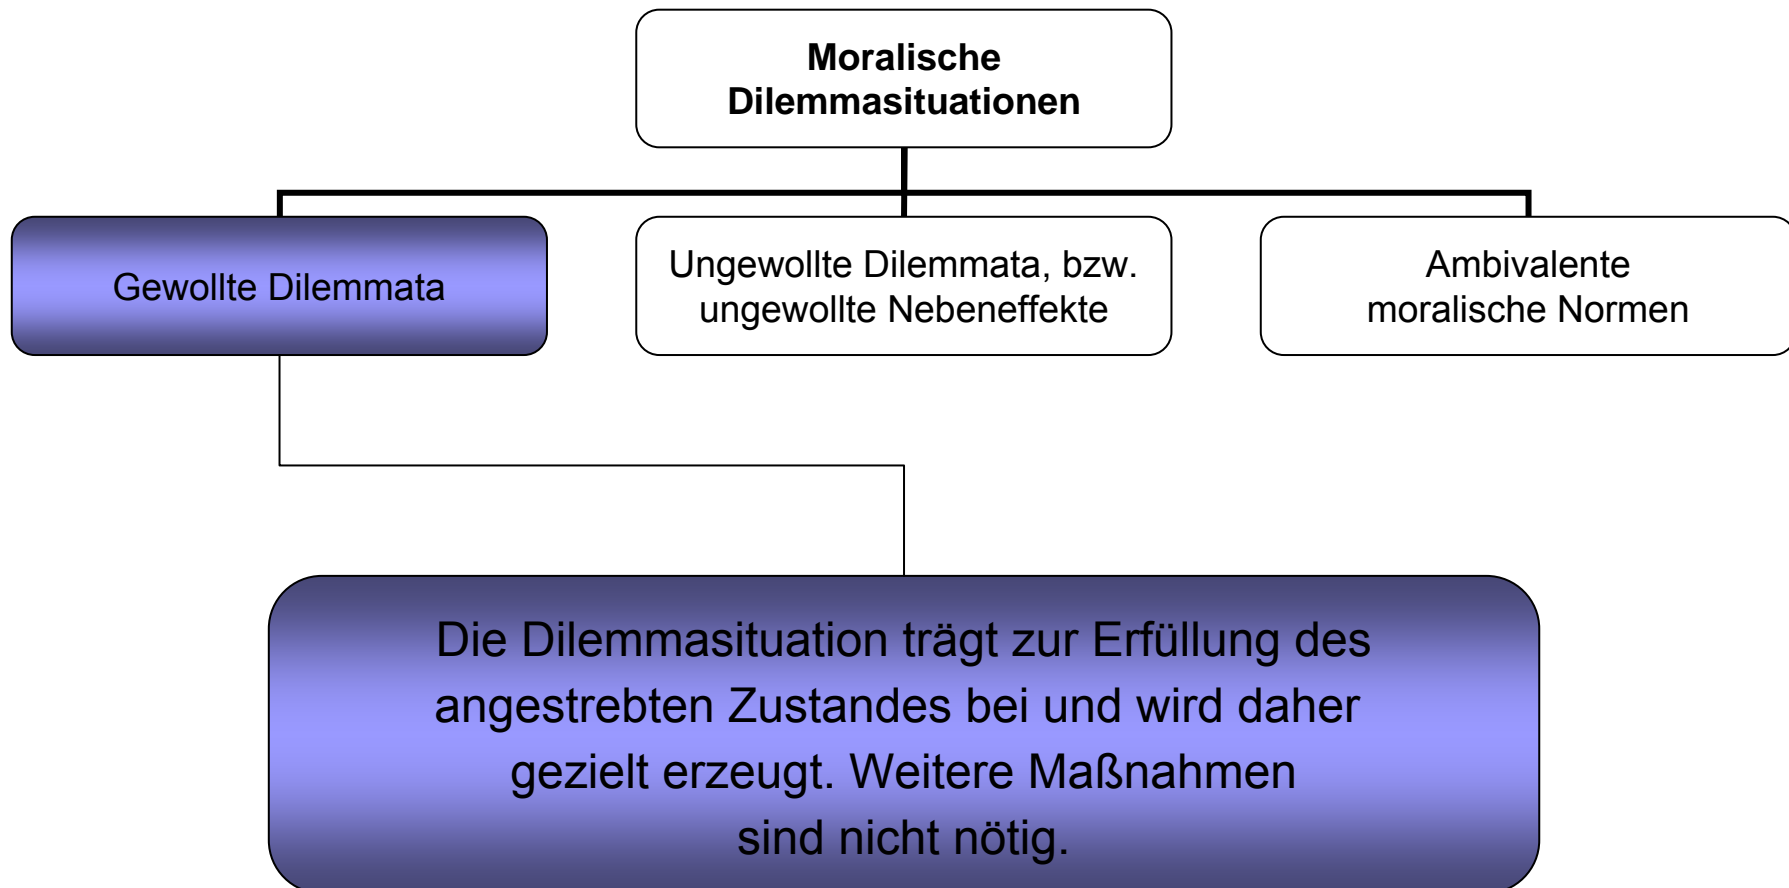 Moralische
Dilemmasituationen
Gewollte Dilemmata
Ungewollte Dilemmata, bzw.
ungewollte Nebeneffekte
Ambivalente
moralische Normen
Die Dilemmasituation trägt zur Erfüllung des
angestrebten Zustandes bei und wird daher
gezielt erzeugt. Weitere Maßnahmen
sind nicht nötig.